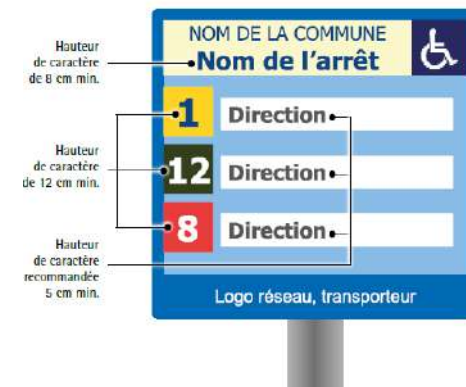 NOM DE LA COMMUNE
Nom de l'arrêt
Hauteur
de caractère
de 8 cm min.
1 Direction
Hauteur
de caractère
de 12 cm min.
12 Direction
8 Direction
Hauteur
de caractère
recommandée
5 cm min.
Logo réseau, transporteur